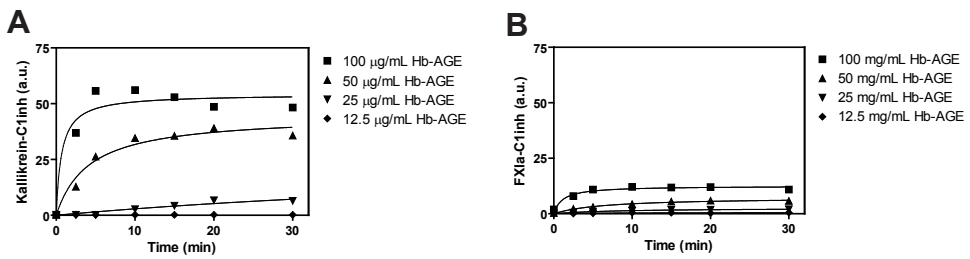 A
Kallikrein-C1inh (a.u.)
75
50
25
0
0 10 20 30
Time (min)
100 µg/mL Hb-AGE
50 µg/mL Hb-AGE
25 µg/mL Hb-AGE
12.5 µg/mL Hb-AGE
B
FXIa-C1inh (a.u.)
75
50
25
0
0 10 20 30
Time (min)
100 mg/mL Hb-AGE
50 mg/mL Hb-AGE
25 mg/mL Hb-AGE
12.5 mg/mL Hb-AGE